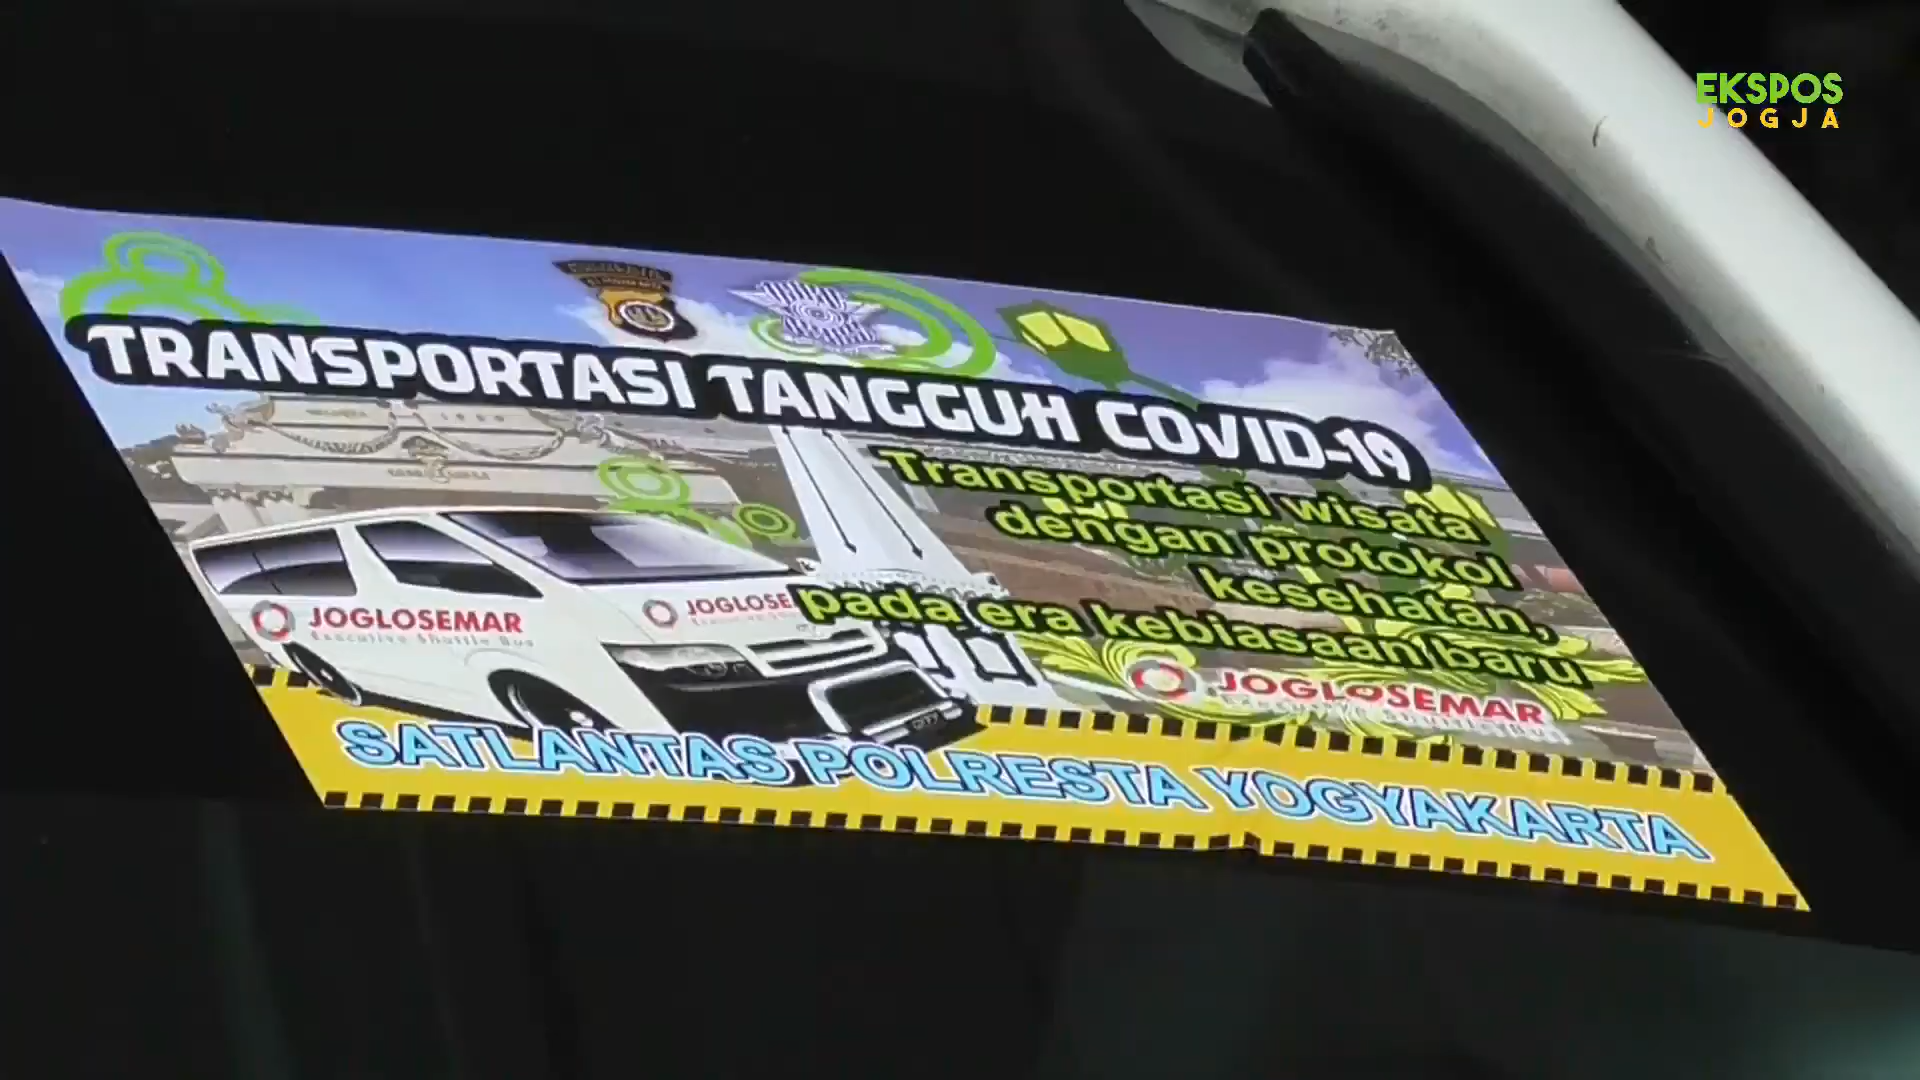 EKSPOS
JOGJA
TRANSPORTASI TANGGUH COVID-19
Transportasi wisata
dengan protokol
kesehatan,
pada era kebiasaan baru
JOGLOSEMAR
Executive Shuttle Bus
JOGLOSE
JOGLOSEMAR
SATLANTAS POLRESTA YOGYAKARTA